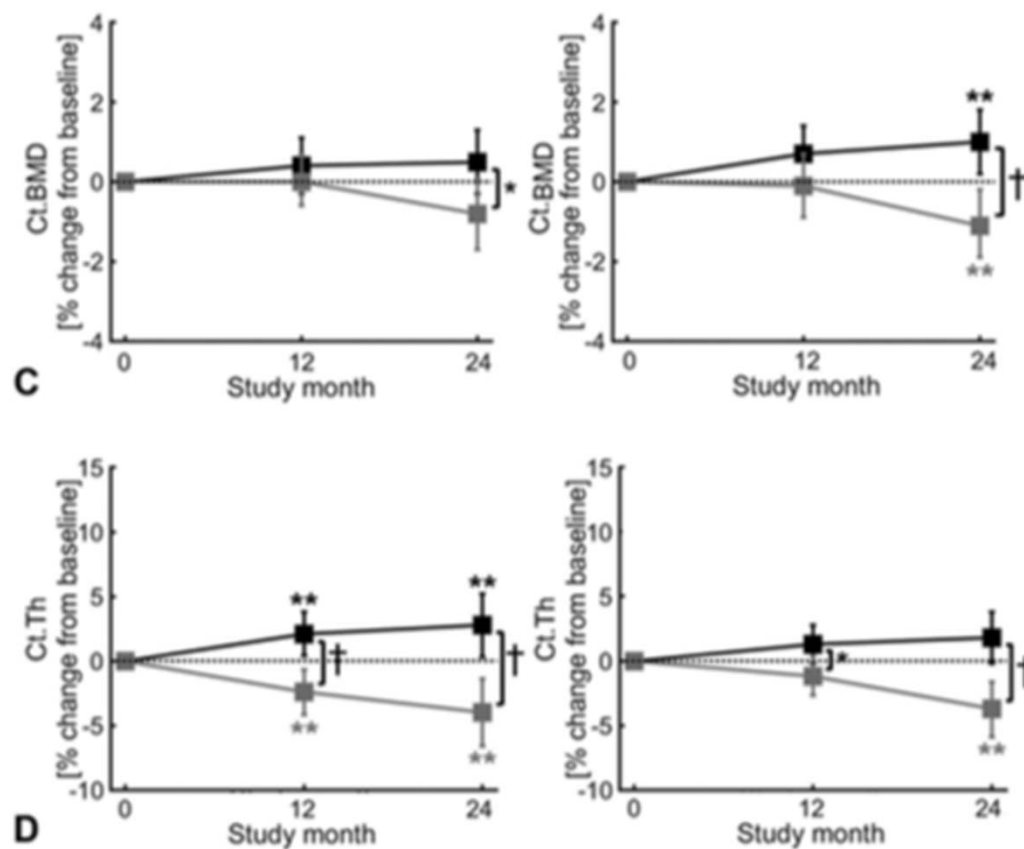 4
2
0
-2
-4
Ct.BMD
[% change from baseline]
*
0 12 24
Study month
4
2
0
-2
-4
Ct.BMD
[% change from baseline]
**
†
**
0 12 24
Study month
C
15
10
5
0
-5
-10
Ct.Th
[% change from baseline]
**
**
†
†
**
**
0 12 24
Study month
15
10
5
0
-5
-10
Ct.Th
[% change from baseline]
*
**
0 12 24
Study month
D